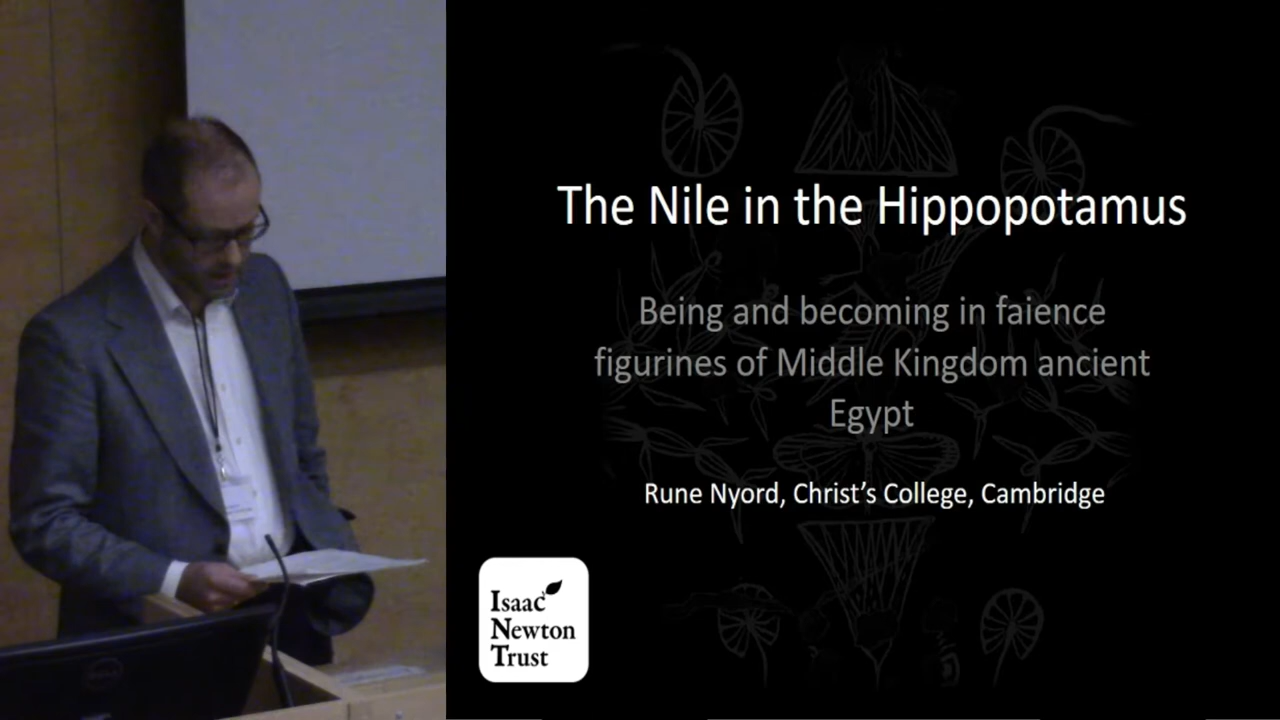 The Nile in the Hippopotamus
Being and becoming in faience
figurines of Middle Kingdom ancient
Egypt
Rune Nyord, Christ's College, Cambridge
Isaac
Newton
Trust